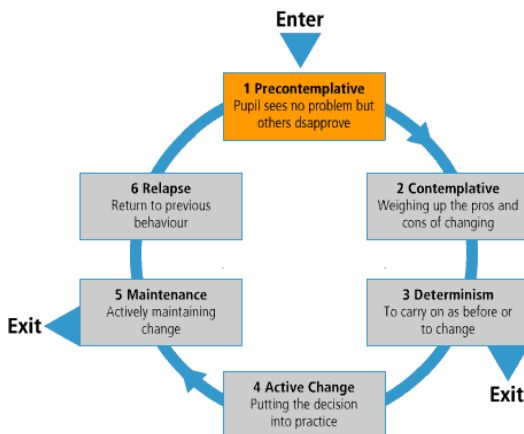 Enter
1 Precontemplative
Pupil sees no problem but
others dsapprove
2 Contemplative
Weighing up the pros and
cons of changing
3 Determinism
To carry on as before or
to change
Exit
4 Active Change
Putting the decision
into practice
5 Maintenance
Actively maintaining
change
Exit
6 Relapse
Return to previous
behaviour